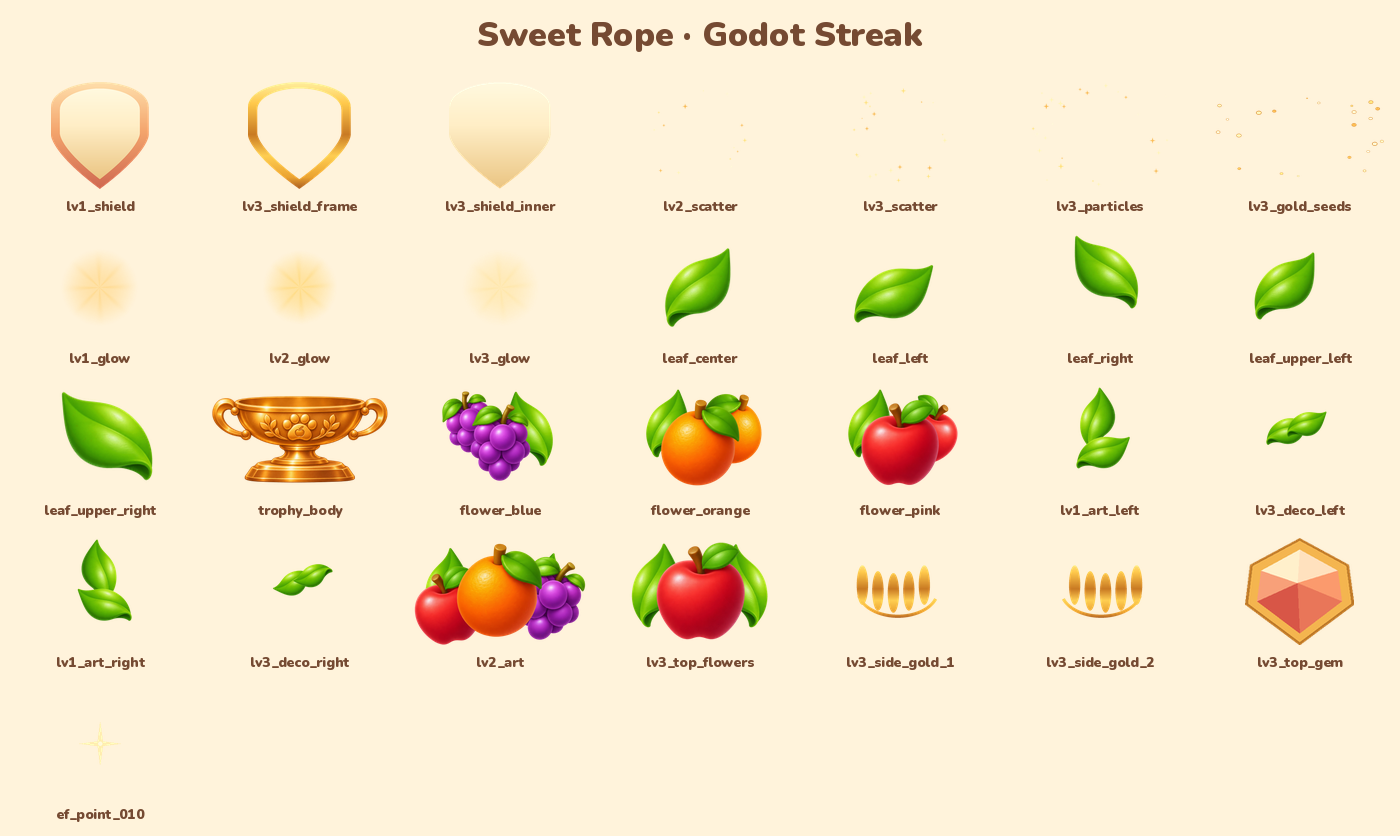 Sweet Rope · Godot Streak
lv1_shield
lv3_shield_frame
lv3_shield_inner
lv2_scatter
lv3_scatter
lv3_particles
lv3_gold_seeds
lv1_glow
lv2_glow
lv3_glow
leaf_center
leaf_left
leaf_right
leaf_upper_left
leaf_upper_right
trophy_body
flower_blue
flower_orange
flower_pink
lv1_art_left
lv3_deco_left
lv1_art_right
lv3_deco_right
lv2_art
lv3_top_flowers
lv3_side_gold_1
lv3_side_gold_2
lv3_top_gem
ef_point_010